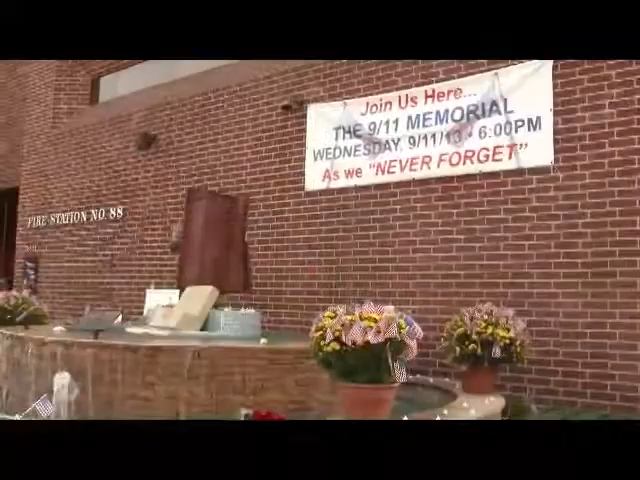 Join Us Here...
THE 9/11 MEMORIAL
WEDNESDAY, 9/11/13 - 6:00PM
As we "NEVER FORGET"
FIRE STATION NO. 88